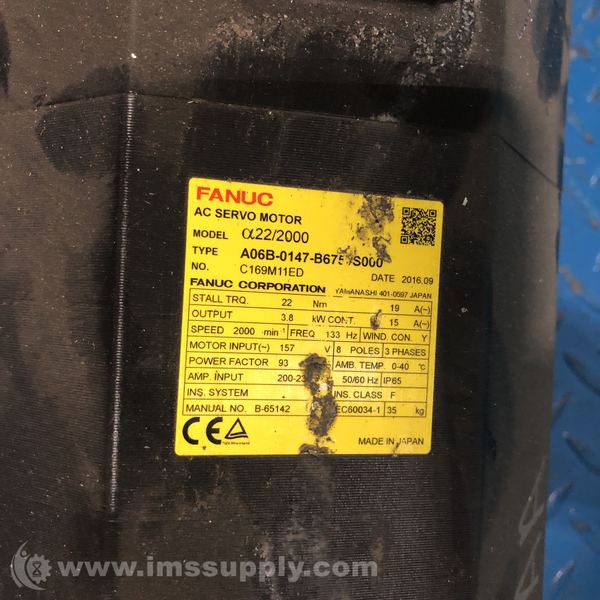 FANUC
AC SERVO MOTOR
MODEL α22/2000
TYPE
NO. C169M11ED DATE 2016.09
FANUC CORPORATION YAMANASHI 401-0597 JAPAN
STALL TRQ. 22 Nm 19 A(~)
OUTPUT 3.8 kW CONT. 15 A(~)
SPEED 2000 min⁻¹ FREQ 133 Hz WIND. CON. Y
MOTOR INPUT(~) 157 V 8 POLES 3 PHASES
POWER FACTOR 93 AMB. TEMP. 0-40 °C
AMP. INPUT 50/60 Hz IP65
INS. SYSTEM INS. CLASS F
MANUAL NO. B-65142 IEC60034-1 35 kg
CE
MADE IN JAPAN
www.imssupply.com